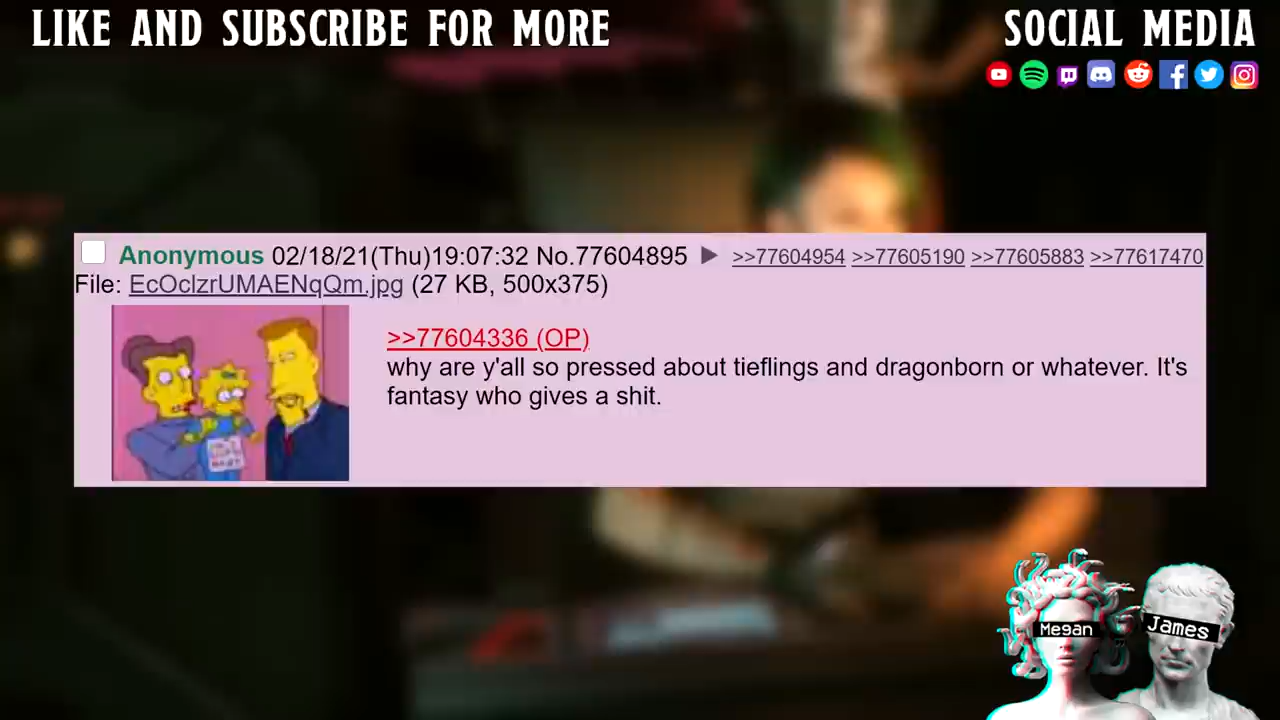 LIKE AND SUBSCRIBE FOR MORE
SOCIAL MEDIA
Anonymous 02/18/21(Thu)19:07:32 No.77604895 ▶ >>77604954 >>77605190 >>77605883 >>77617470
File: EcOclzrUMAENqQm.jpg (27 KB, 500x375)
>>77604336 (OP)
why are y'all so pressed about tieflings and dragonborn or whatever. It's
fantasy who gives a shit.
Megan
James